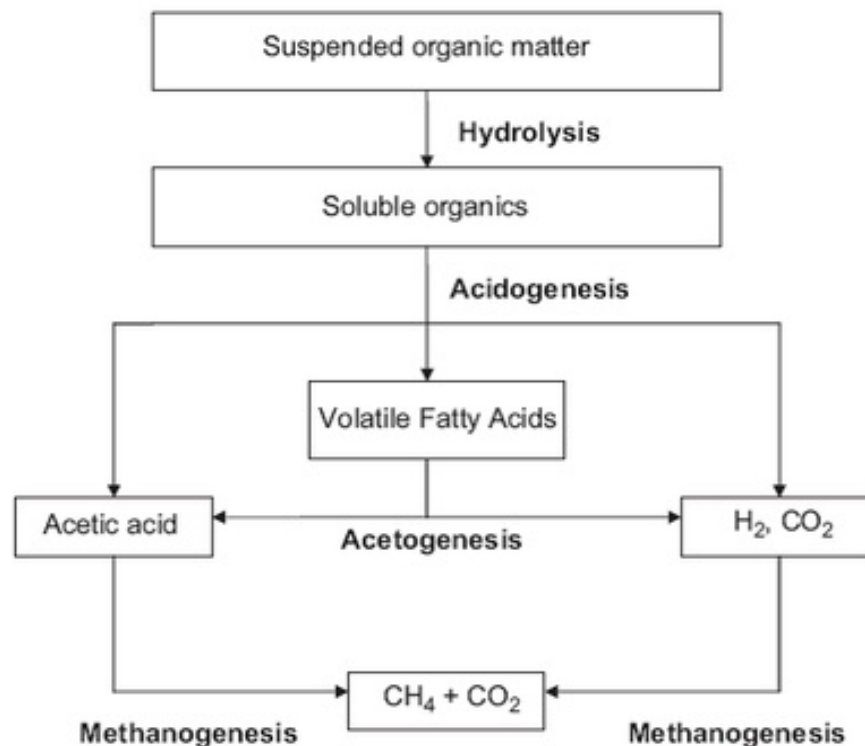 Suspended organic matter
Hydrolysis
Soluble organics
Acidogenesis
Volatile Fatty Acids
Acetic acid
H₂, CO₂
Acetogenesis
CH₄ + CO₂
Methanogenesis
Methanogenesis